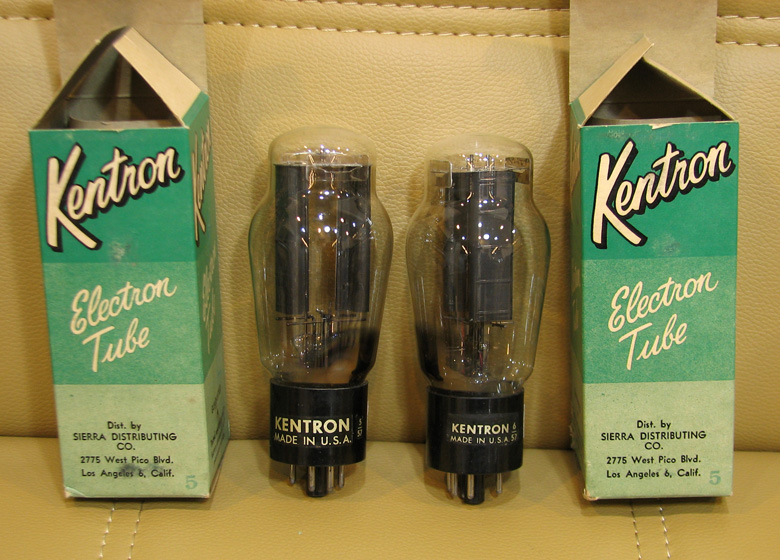 Kentron
Electron
Tube
Dist. by
SIERRA DISTRIBUTING
CO.
2775 West Pico Blvd.
Los Angeles 6, Calif.
5
KENTRON
MADE IN U.S.A.
KENTRON 6
MADE IN U.S.A. 57
Kentron
Electron
Tube
Dist. by
SIERRA DISTRIBUTING
CO.
2775 West Pico Blvd.
Los Angeles 6, Calif.
5